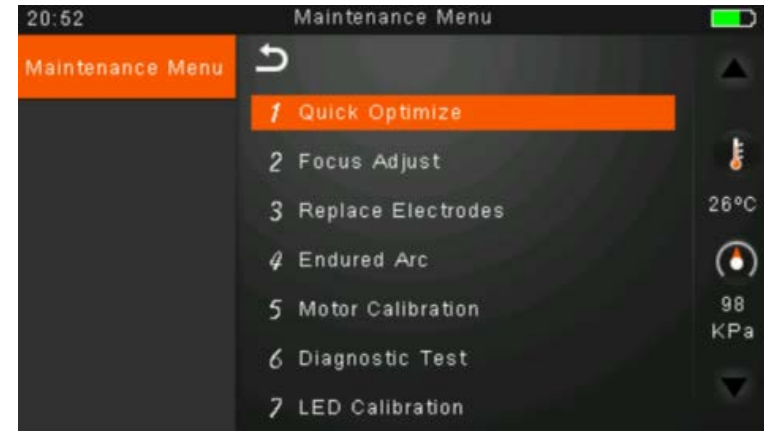 20:52 Maintenance Menu
Maintenance Menu
1 Quick Optimize
2 Focus Adjust
3 Replace Electrodes
26ºC
4 Endured Arc
5 Motor Calibration
98
KPa
6 Diagnostic Test
7 LED Calibration